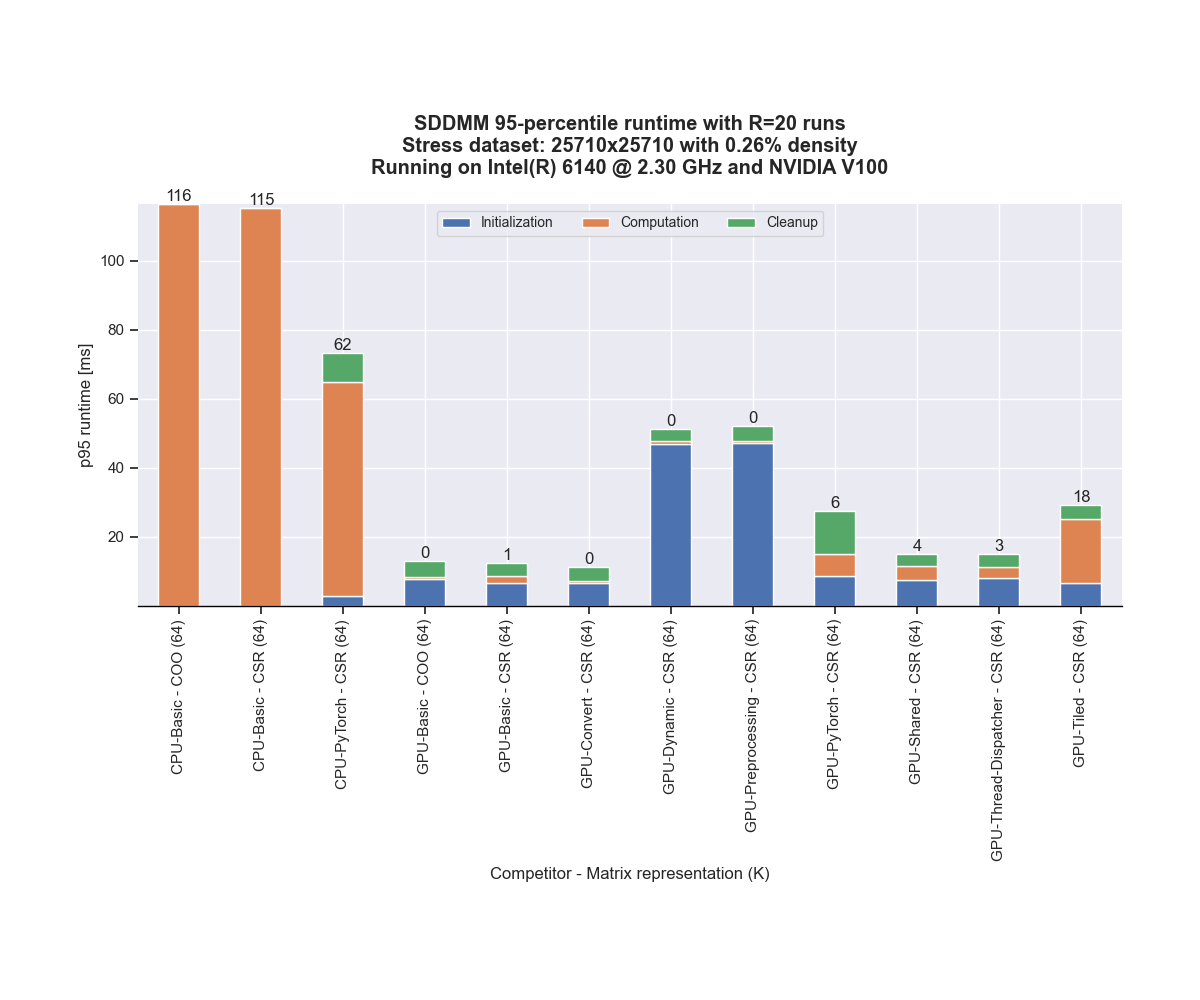 SDDMM 95-percentile runtime with R=20 runs
Stress dataset: 25710x25710 with 0.26% density
Running on Intel(R) 6140 @ 2.30 GHz and NVIDIA V100
Initialization
Computation
Cleanup
116
115
62
0
1
0
0
0
6
4
3
18
100
80
60
40
20
p95 runtime [ms]
CPU-Basic - COO (64)
CPU-Basic - CSR (64)
CPU-PyTorch - CSR (64)
GPU-Basic - COO (64)
GPU-Basic - CSR (64)
GPU-Convert - CSR (64)
GPU-Dynamic - CSR (64)
GPU-Preprocessing - CSR (64)
GPU-PyTorch - CSR (64)
GPU-Shared - CSR (64)
GPU-Thread-Dispatcher - CSR (64)
GPU-Tiled - CSR (64)
Competitor - Matrix representation (K)